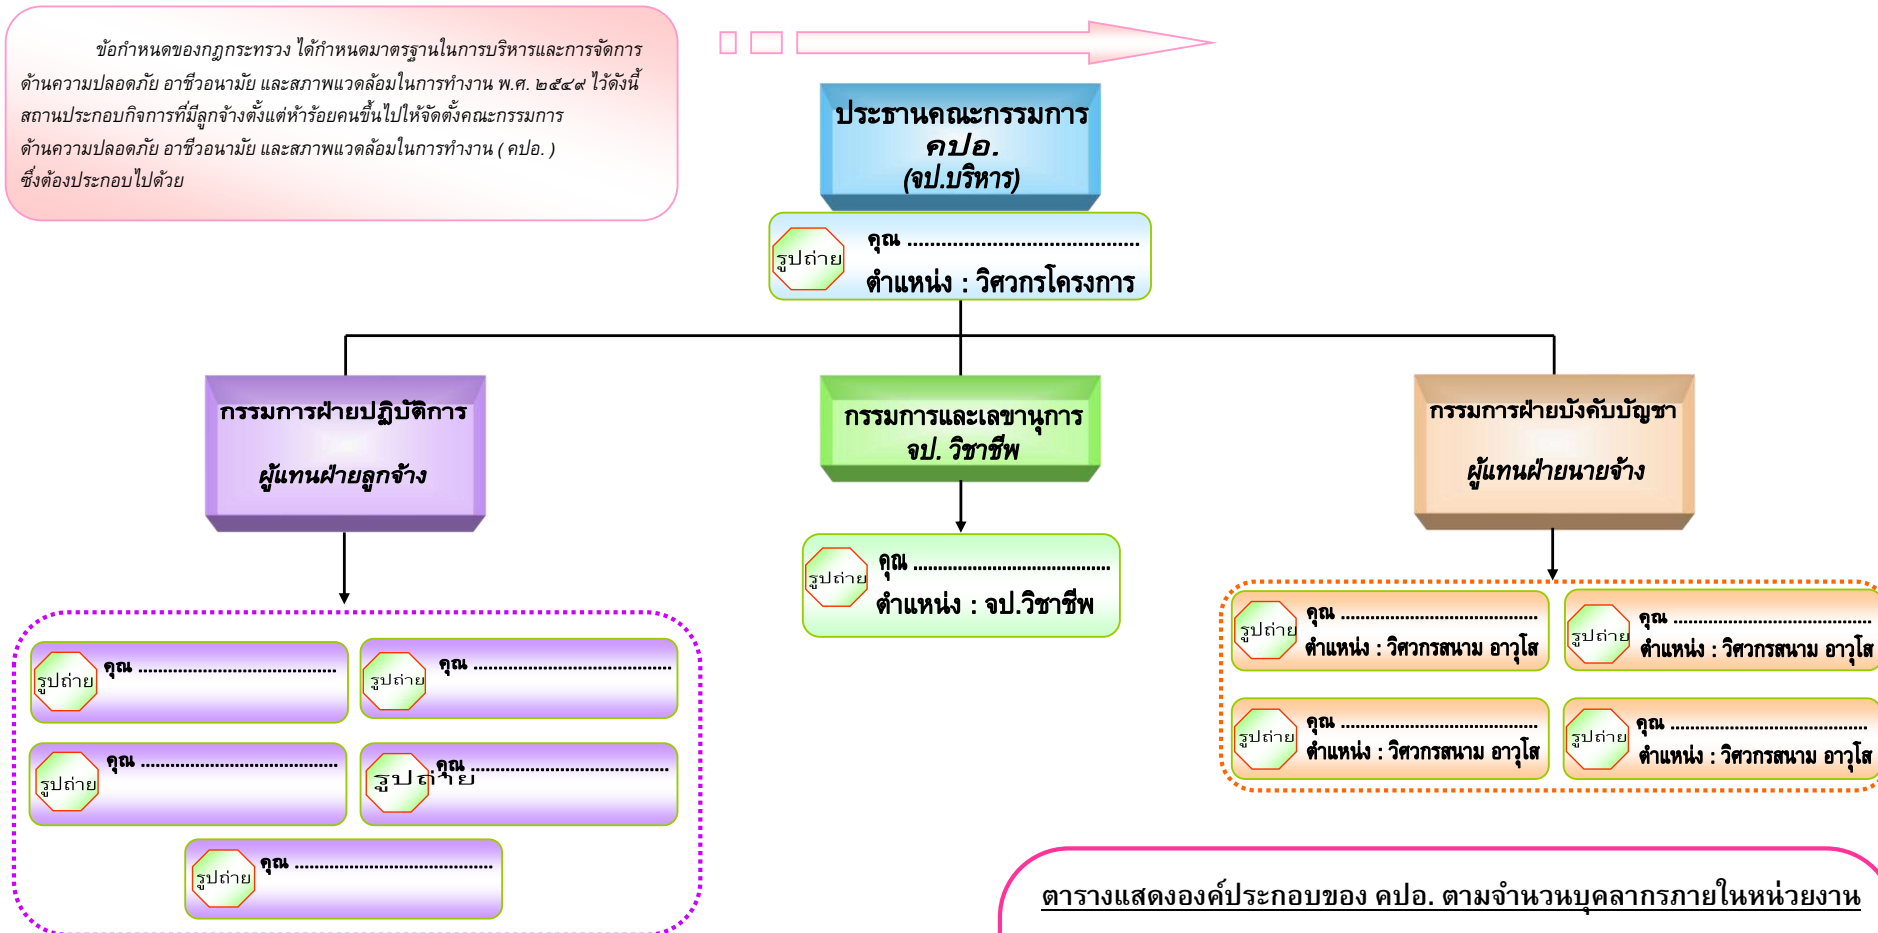 ข้อกำหนดของกฎกระทรวง ได้กำหนดมาตรฐานในการบริหารและการจัดการ
ด้านความปลอดภัย อาชีวอนามัย และสภาพแวดล้อมในการทำงาน พ.ศ. ๒๕๔๙ ไว้ดังนี้
สถานประกอบกิจการที่มีลูกจ้างตั้งแต่ห้าร้อยคนขึ้นไปให้จัดตั้งคณะกรรมการ
ด้านความปลอดภัย อาชีวอนามัย และสภาพแวดล้อมในการทำงาน ( คปอ. )
ซึ่งต้องประกอบไปด้วย
ประธานคณะกรรมการ
คปอ.
(จป.บริหาร)
รูปถ่าย
คุณ .........................................
ตำแหน่ง : วิศวกรโครงการ
กรรมการฝ่ายปฏิบัติการ
ผู้แทนฝ่ายลูกจ้าง
กรรมการและเลขานุการ
จป. วิชาชีพ
กรรมการฝ่ายบังคับบัญชา
ผู้แทนฝ่ายนายจ้าง
รูปถ่าย
คุณ ........................................
ตำแหน่ง : จป.วิชาชีพ
รูปถ่าย
คุณ ........................................
ตำแหน่ง : วิศวกรสนาม อาวุโส
รูปถ่าย
คุณ ........................................
ตำแหน่ง : วิศวกรสนาม อาวุโส
รูปถ่าย
คุณ ........................................
ตำแหน่ง : วิศวกรสนาม อาวุโส
รูปถ่าย
คุณ ........................................
ตำแหน่ง : วิศวกรสนาม อาวุโส
รูปถ่าย
คุณ ........................................
รูปถ่าย
คุณ ........................................
รูปถ่าย
คุณ ........................................
รูปถ่าย
คุณ ........................................
รูปถ่าย
คุณ ........................................
ตารางแสดงองค์ประกอบของ คปอ. ตามจำนวนบุคลากรภายในหน่วยงาน